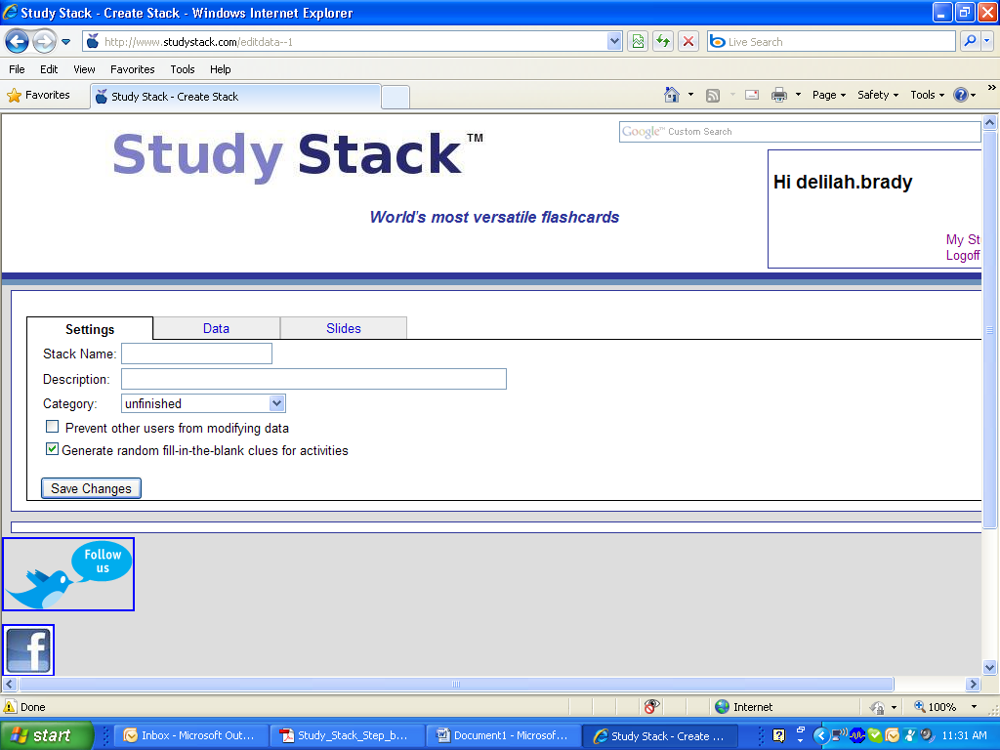 Study Stack - Create Stack - Windows Internet Explorer
http://www.studystack.com/editdata--1
Live Search
File Edit View Favorites Tools Help
Favorites
Study Stack - Create Stack
Page Safety Tools
Study Stack™
Google™ Custom Search
Hi delilah.brady
World's most versatile flashcards
My St
Logoff
Settings Data Slides
Stack Name:
Description:
Category: unfinished
Prevent other users from modifying data
Generate random fill-in-the-blank clues for activities
Save Changes
Follow
us
f
Done Internet 100%
start Inbox - Microsoft Out... Study_Stack_Step_b... Document1 - Microsof... Study Stack - Create ... 11:31 AM